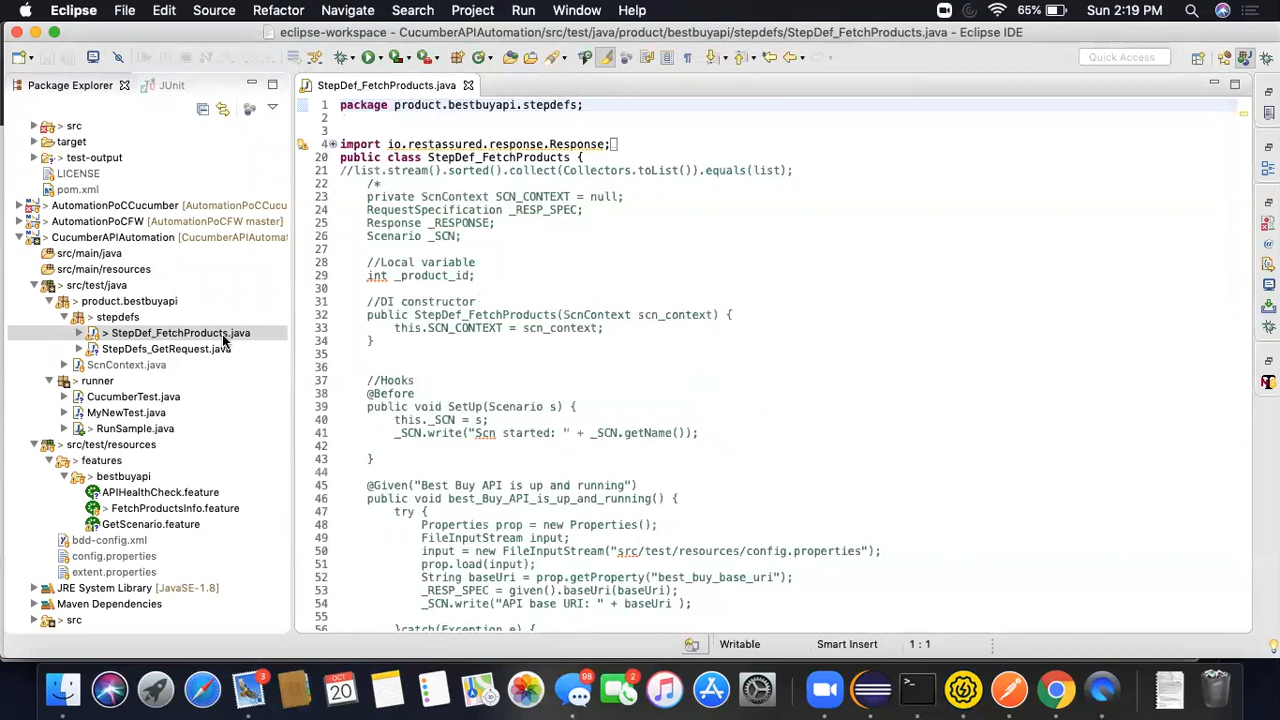 Eclipse File Edit Source Refactor Navigate Search Project Run Window Help 65% Sun 2:19 PM
eclipse-workspace - CucumberAPIAutomation/src/test/java/product/bestbuyapi/stepdefs/StepDef_FetchProducts.java - Eclipse IDE
Quick Access
Package Explorer
JUnit
StepDef_FetchProducts.java
src
target
> test-output
LICENSE
pom.xml
AutomationPoCCucumber [AutomationPoCCucu
AutomationPoCFW [AutomationPoCFW master]
CucumberAPIAutomation [CucumberAPIAutomat
src/main/java
src/main/resources
src/test/java
> product.bestbuyapi
> stepdefs
> StepDef_FetchProducts.java
StepDefs_GetRequest.java
ScnContext.java
> runner
CucumberTest.java
MyNewTest.java
> RunSample.java
src/test/resources
> features
> bestbuyapi
APIHealthCheck.feature
> FetchProductsInfo.feature
GetScenario.feature
bdd-config.xml
config.properties
extent.properties
JRE System Library [JavaSE-1.8]
Maven Dependencies
> src
1 package product.bestbuyapi.stepdefs;
2
3
4 import io.restassured.response.Response;
20 public class StepDef_FetchProducts {
21 //list.stream().sorted().collect(Collectors.toList()).equals(list);
22 /*
23 private ScnContext SCN_CONTEXT = null;
24 RequestSpecification _RESP_SPEC;
25 Response _RESPONSE;
26 Scenario _SCN;
27
28 //Local variable
29 int _product_id;
30
31 //DI constructor
32 public StepDef_FetchProducts(ScnContext scn_context) {
33 this.SCN_CONTEXT = scn_context;
34 }
35
36
37 //Hooks
38 @Before
39 public void SetUp(Scenario s) {
40 this._SCN = s;
41 _SCN.write("Scn started: " + _SCN.getName());
42
43 }
44
45 @Given("Best Buy API is up and running")
46 public void best_Buy_API_is_up_and_running() {
47 try {
48 Properties prop = new Properties();
49 FileInputStream input;
50 input = new FileInputStream("src/test/resources/config.properties");
51 prop.load(input);
52 String baseUri = prop.getProperty("best_buy_base_uri");
53 _RESP_SPEC = given().baseUri(baseUri);
54 _SCN.write("API base URI: " + baseUri );
55
56 }catch(Exception e) {
Writable Smart Insert 1 : 1
3 OCT 20 98 2